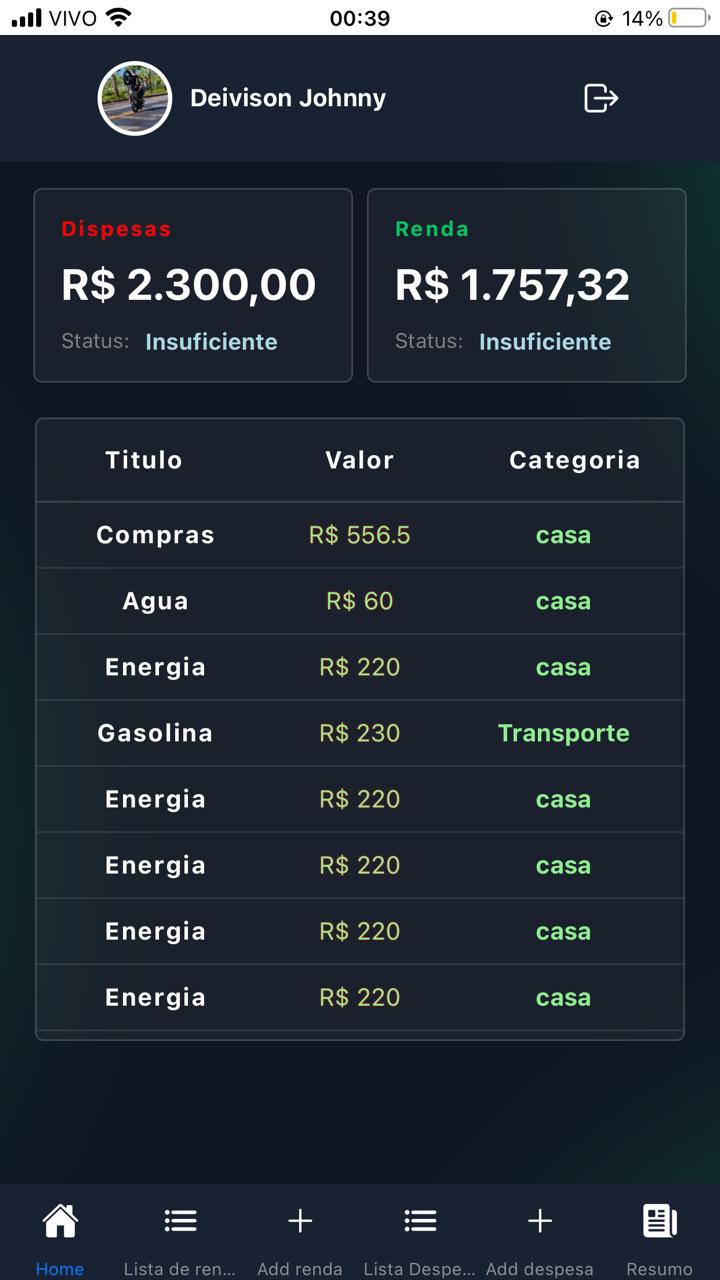 VIVO 00:39 14%
Deivison Johnny
Dispesas
R$ 2.300,00
Status: Insuficiente
Renda
R$ 1.757,32
Status: Insuficiente
Titulo Valor Categoria
Compras R$ 556.5 casa
Agua R$ 60 casa
Energia R$ 220 casa
Gasolina R$ 230 Transporte
Energia R$ 220 casa
Energia R$ 220 casa
Energia R$ 220 casa
Energia R$ 220 casa
Home Lista de ren... Add renda Lista Despe... Add despesa Resumo